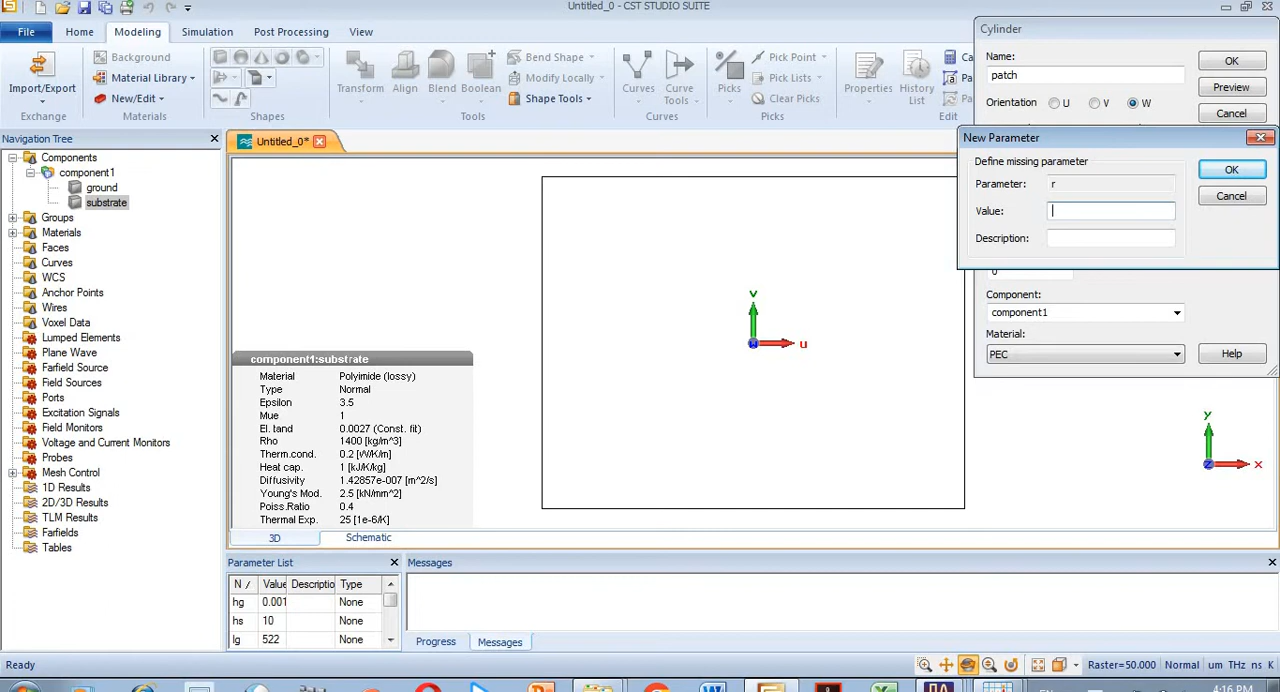 Untitled_0 - CST STUDIO SUITE
File
Home
Modeling
Simulation
Post Processing
View
Import/Export
Exchange
Background
Material Library
New/Edit
Materials
Shapes
Transform
Align
Blend
Boolean
Bend Shape
Modify Locally
Shape Tools
Tools
Curves
Curve
Tools
Curves
Picks
Pick Point
Pick Lists
Clear Picks
Picks
Properties
History
List
Ca
Pa
Edit
Cylinder
Name:
patch
OK
Preview
Orientation
U
V
W
Cancel
New Parameter
Define missing parameter
Parameter:
r
Value:
Description:
OK
Cancel
0
Component:
component1
Material:
PEC
Help
Navigation Tree
Components
component1
ground
substrate
Groups
Materials
Faces
Curves
WCS
Anchor Points
Wires
Voxel Data
Lumped Elements
Plane Wave
Farfield Source
Field Sources
Ports
Excitation Signals
Field Monitors
Voltage and Current Monitors
Probes
Mesh Control
1D Results
2D/3D Results
TLM Results
Farfields
Tables
Untitled_0*
v
u
y
x
z
component1:substrate
Material Polyimide (lossy)
Type Normal
Epsilon 3.5
Mue 1
El. tand 0.0027 (Const. fit)
Rho 1400 [kg/m^3]
Therm.cond. 0.2 [W/K/m]
Heat cap. 1 [kJ/K/kg]
Diffusivity 1.42857e-007 [m^2/s]
Young's Mod. 2.5 [kN/mm^2]
Poiss.Ratio 0.4
Thermal Exp. 25 [1e-6/K]
3D
Schematic
Parameter List
N / Value Descriptio Type
hg 0.001 None
hs 10 None
lg 522 None
Messages
Progress
Messages
Ready
Raster=50.000 Normal um THz ns K
4:16 PM